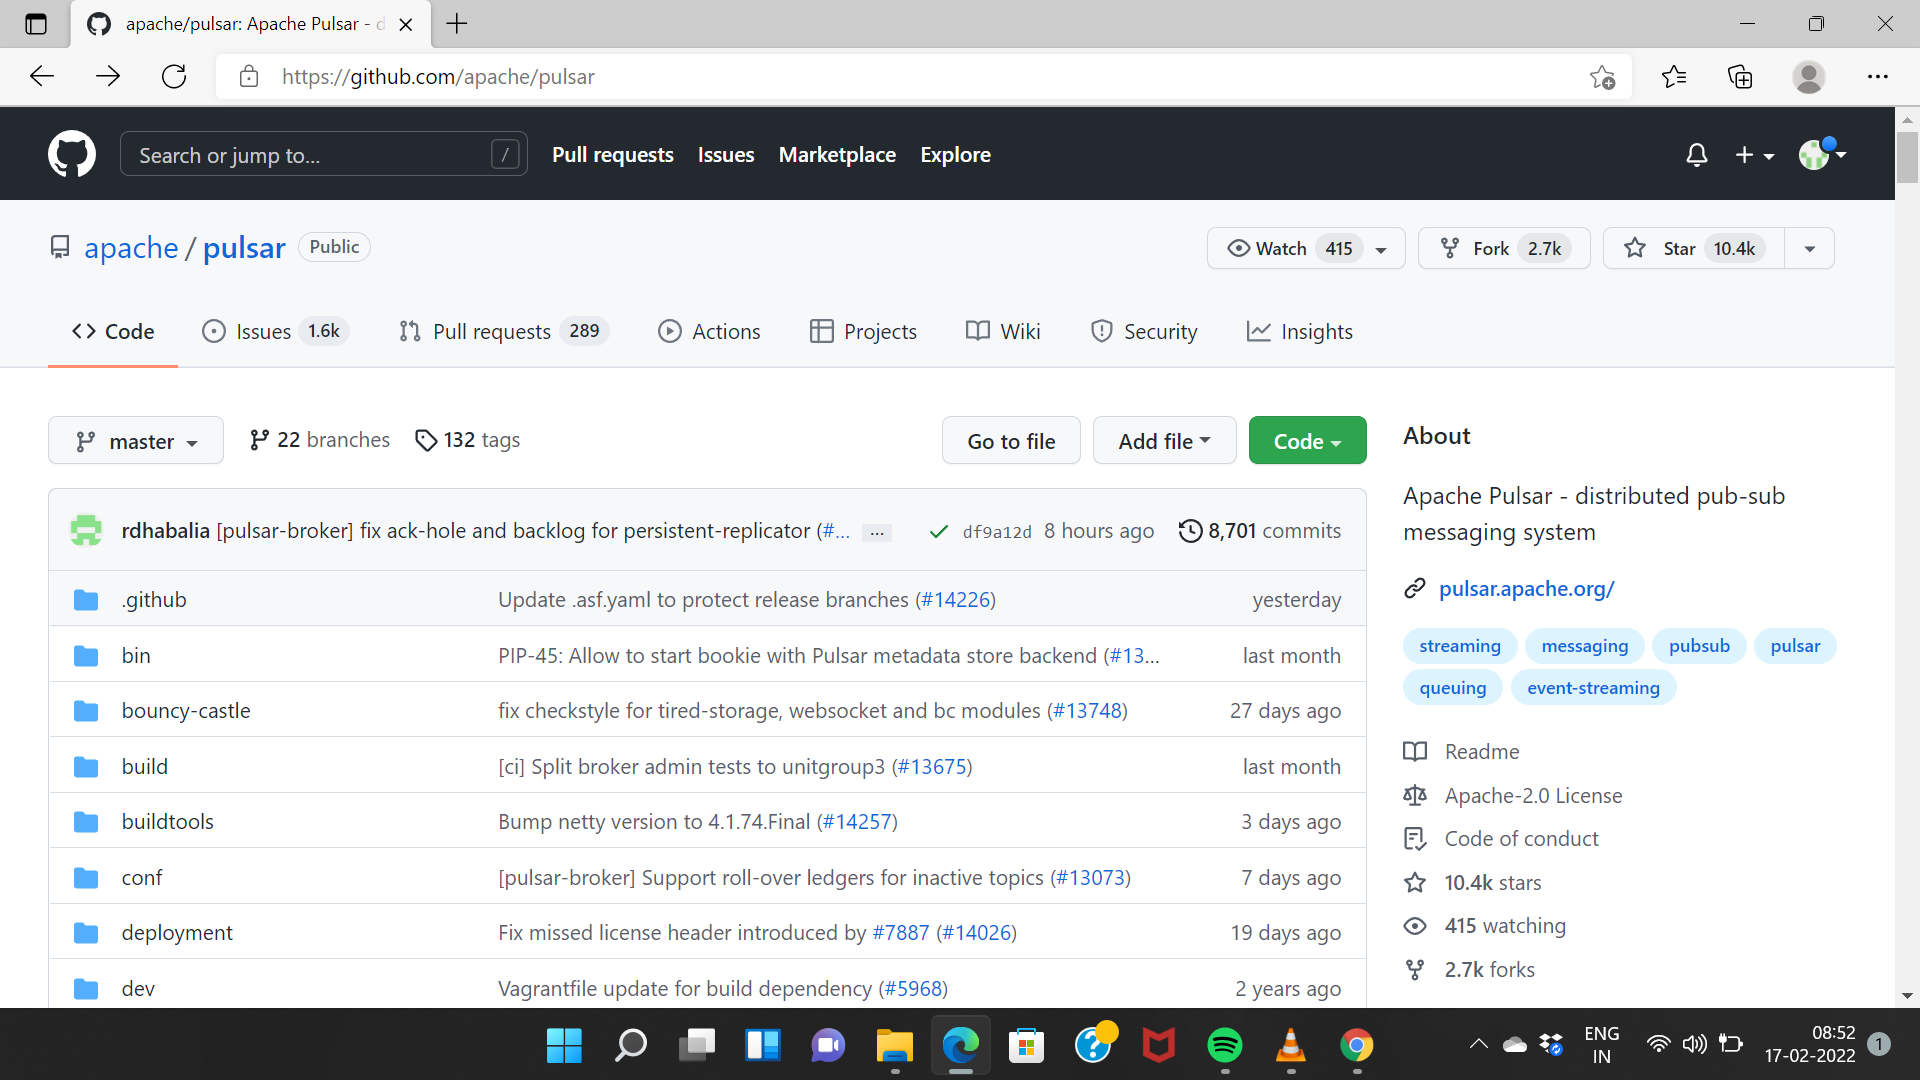 apache/pulsar: Apache Pulsar - d
https://github.com/apache/pulsar
Search or jump to... /
Pull requests Issues Marketplace Explore
apache / pulsar Public
Watch 415 Fork 2.7k Star 10.4k
Code Issues 1.6k Pull requests 289 Actions Projects Wiki Security Insights
master 22 branches 132 tags Go to file Add file Code
rdhabalia [pulsar-broker] fix ack-hole and backlog for persistent-replicator (#... ... df9a12d 8 hours ago 8,701 commits
.github Update .asf.yaml to protect release branches (#14226) yesterday
bin PIP-45: Allow to start bookie with Pulsar metadata store backend (#13... last month
bouncy-castle fix checkstyle for tired-storage, websocket and bc modules (#13748) 27 days ago
build [ci] Split broker admin tests to unitgroup3 (#13675) last month
buildtools Bump netty version to 4.1.74.Final (#14257) 3 days ago
conf [pulsar-broker] Support roll-over ledgers for inactive topics (#13073) 7 days ago
deployment Fix missed license header introduced by #7887 (#14026) 19 days ago
dev Vagrantfile update for build dependency (#5968) 2 years ago
About
Apache Pulsar - distributed pub-sub
messaging system
pulsar.apache.org/
streaming messaging pubsub pulsar
queuing event-streaming
Readme
Apache-2.0 License
Code of conduct
10.4k stars
415 watching
2.7k forks
ENG
IN
08:52
17-02-2022
1